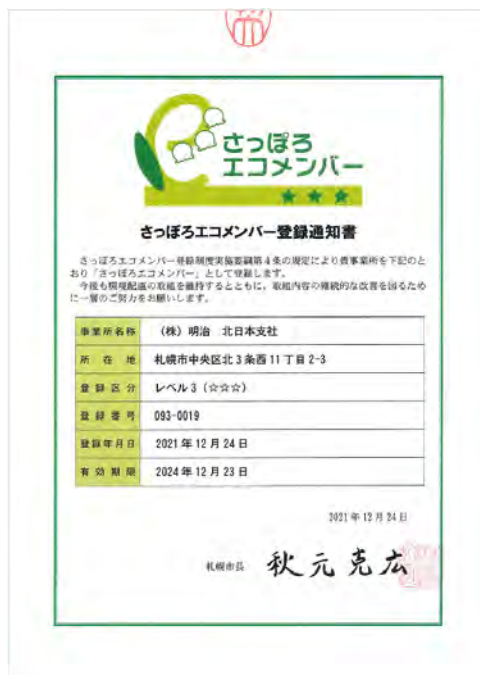 さっぽろ
エコメンバー
★★★
さっぽろエコメンバー登録通知書
さっぽろエコメンバー登録制度実施要綱第4条の規定により貴事業所を下記のと
おり「さっぽろエコメンバー」として登録します。
今後も環境配慮の取組を維持するとともに、取組内容の継続的な改善を図るため
に一層のご努力をお願いします。
事業所名称 (株)明治 北日本支社
所在地 札幌市中央区北3条西11丁目2-3
登録区分 レベル3(☆☆☆)
登録番号 093-0019
登録年月日 2021年12月24日
有効期限 2024年12月23日
2021年12月24日
札幌市長 秋元克広